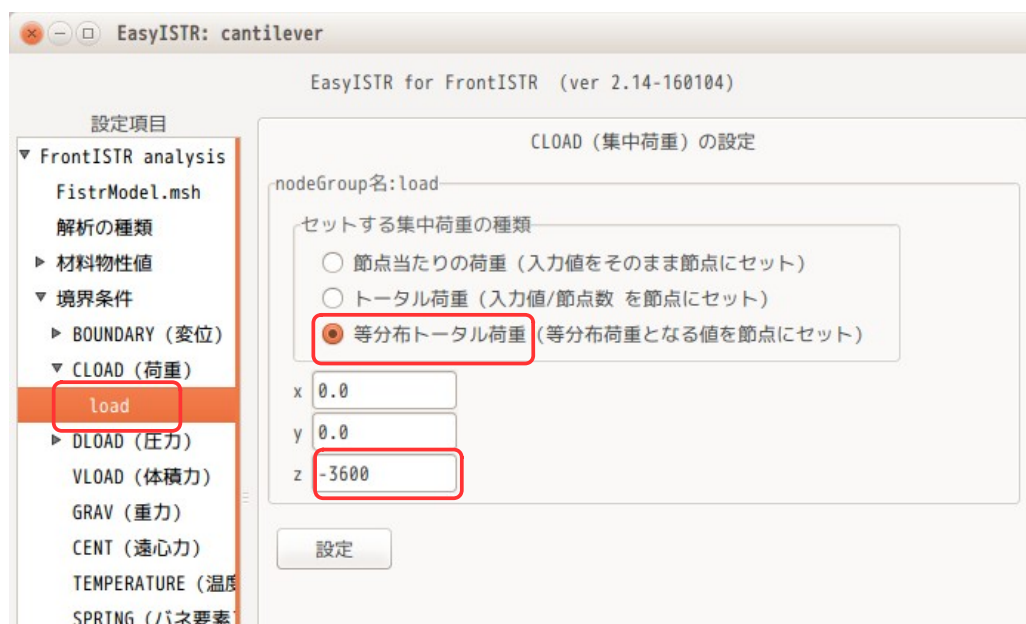 EasyISTR: cantilever
EasyISTR for FrontISTR (ver 2.14-160104)
設定項目
FrontISTR analysis
FistrModel.msh
解析の種類
材料物性値
境界条件
BOUNDARY (変位)
CLOAD (荷重)
load
DLOAD (圧力)
VLOAD (体積力)
GRAV (重力)
CENT (遠心力)
TEMPERATURE (温度
SPRING (バネ要素)
CLOAD (集中荷重) の設定
nodeGroup名:load
セットする集中荷重の種類
節点当たりの荷重 (入力値をそのまま節点にセット)
トータル荷重 (入力値/節点数 を節点にセット)
等分布トータル荷重 (等分布荷重となる値を節点にセット)
x 0.0
y 0.0
z -3600
設定